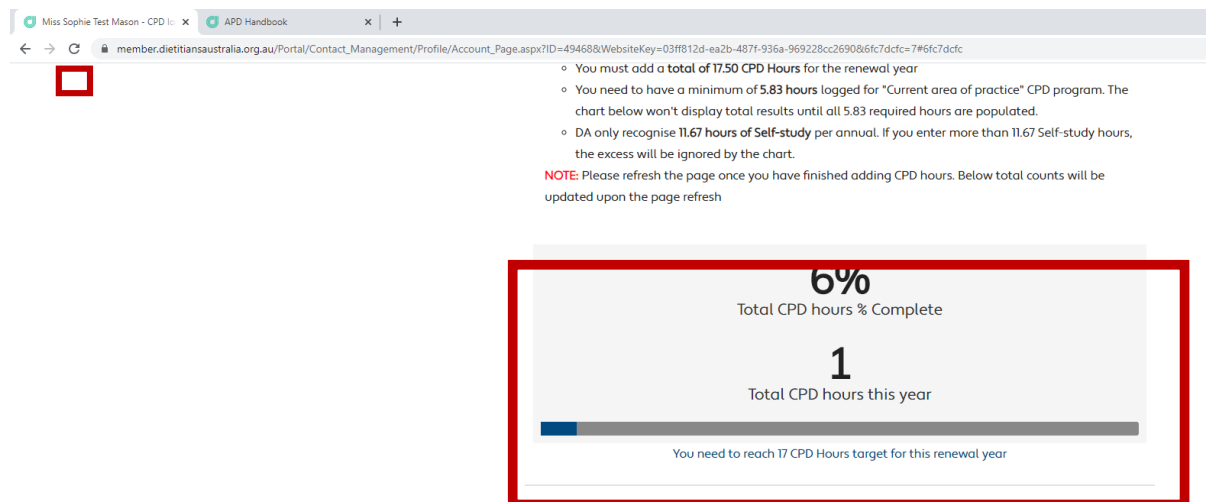 Miss Sophie Test Mason - CPD lo
APD Handbook
member.dietitiansaustralia.org.au/Portal/Contact_Management/Profile/Account_Page.aspx?ID=49468&WebsiteKey=03ff812d-ea2b-487f-936a-969228cc2690&6fc7dcfc=7#6fc7dcfc
You must add a total of 17.50 CPD Hours for the renewal year
You need to have a minimum of 5.83 hours logged for "Current area of practice" CPD program. The
chart below won't display total results until all 5.83 required hours are populated.
DA only recognise 11.67 hours of Self-study per annual. If you enter more than 11.67 Self-study hours,
the excess will be ignored by the chart.
NOTE: Please refresh the page once you have finished adding CPD hours. Below total counts will be
updated upon the page refresh
6%
Total CPD hours % Complete
1
Total CPD hours this year
You need to reach 17 CPD Hours target for this renewal year